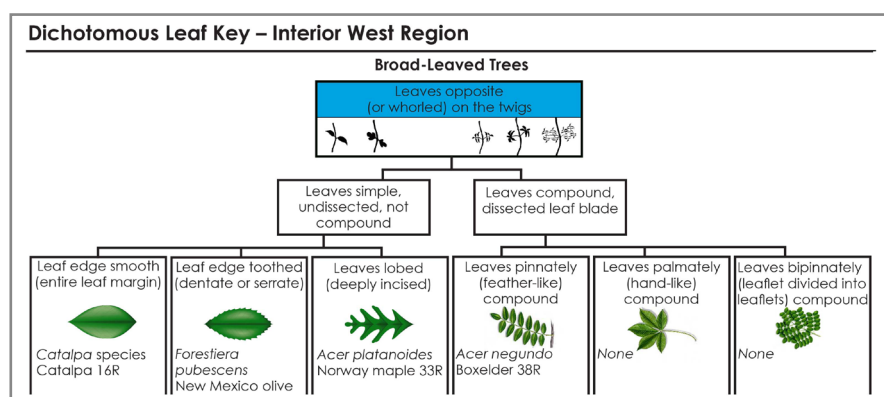 Dichotomous Leaf Key – Interior West Region
Broad-Leaved Trees
Leaves opposite
(or whorled) on the twigs
Leaves simple,
undissected, not
compound
Leaves compound,
dissected leaf blade
Leaf edge smooth
(entire leaf margin)
Catalpa species
Catalpa 16R
Leaf edge toothed
(dentate or serrate)
Forestiera
pubescens
New Mexico olive
Leaves lobed
(deeply incised)
Acer platanoides
Norway maple 33R
Leaves pinnately
(feather-like)
compound
Acer negundo
Boxelder 38R
Leaves palmately
(hand-like)
compound
None
Leaves bipinnately
(leaflet divided into
leaflets) compound
None